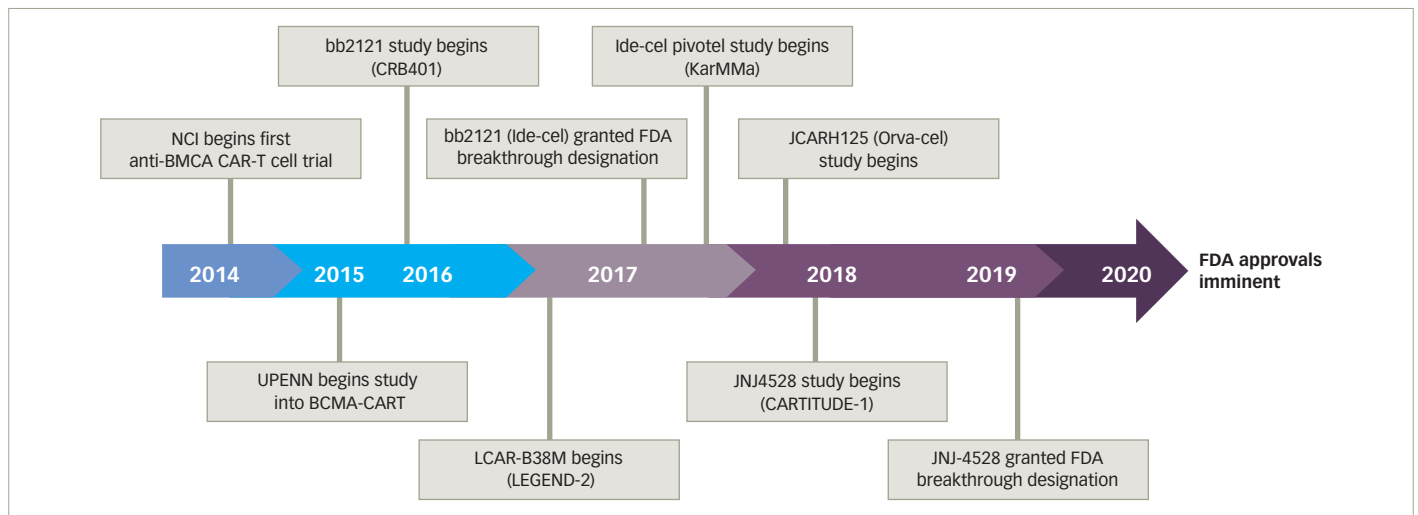 bb2121 study begins
(CRB401)
Ide-cel pivotel study begins
(KarMMa)
NCI begins first
anti-BMCA CAR-T cell trial
bb2121 (Ide-cel) granted FDA
breakthrough designation
JCARH125 (Orva-cel)
study begins
2014
2015
2016
2017
2018
2019
2020
FDA approvals
imminent
UPENN begins study
into BCMA-CART
JNJ4528 study begins
(CARTITUDE-1)
LCAR-B38M begins
(LEGEND-2)
JNJ-4528 granted FDA
breakthrough designation